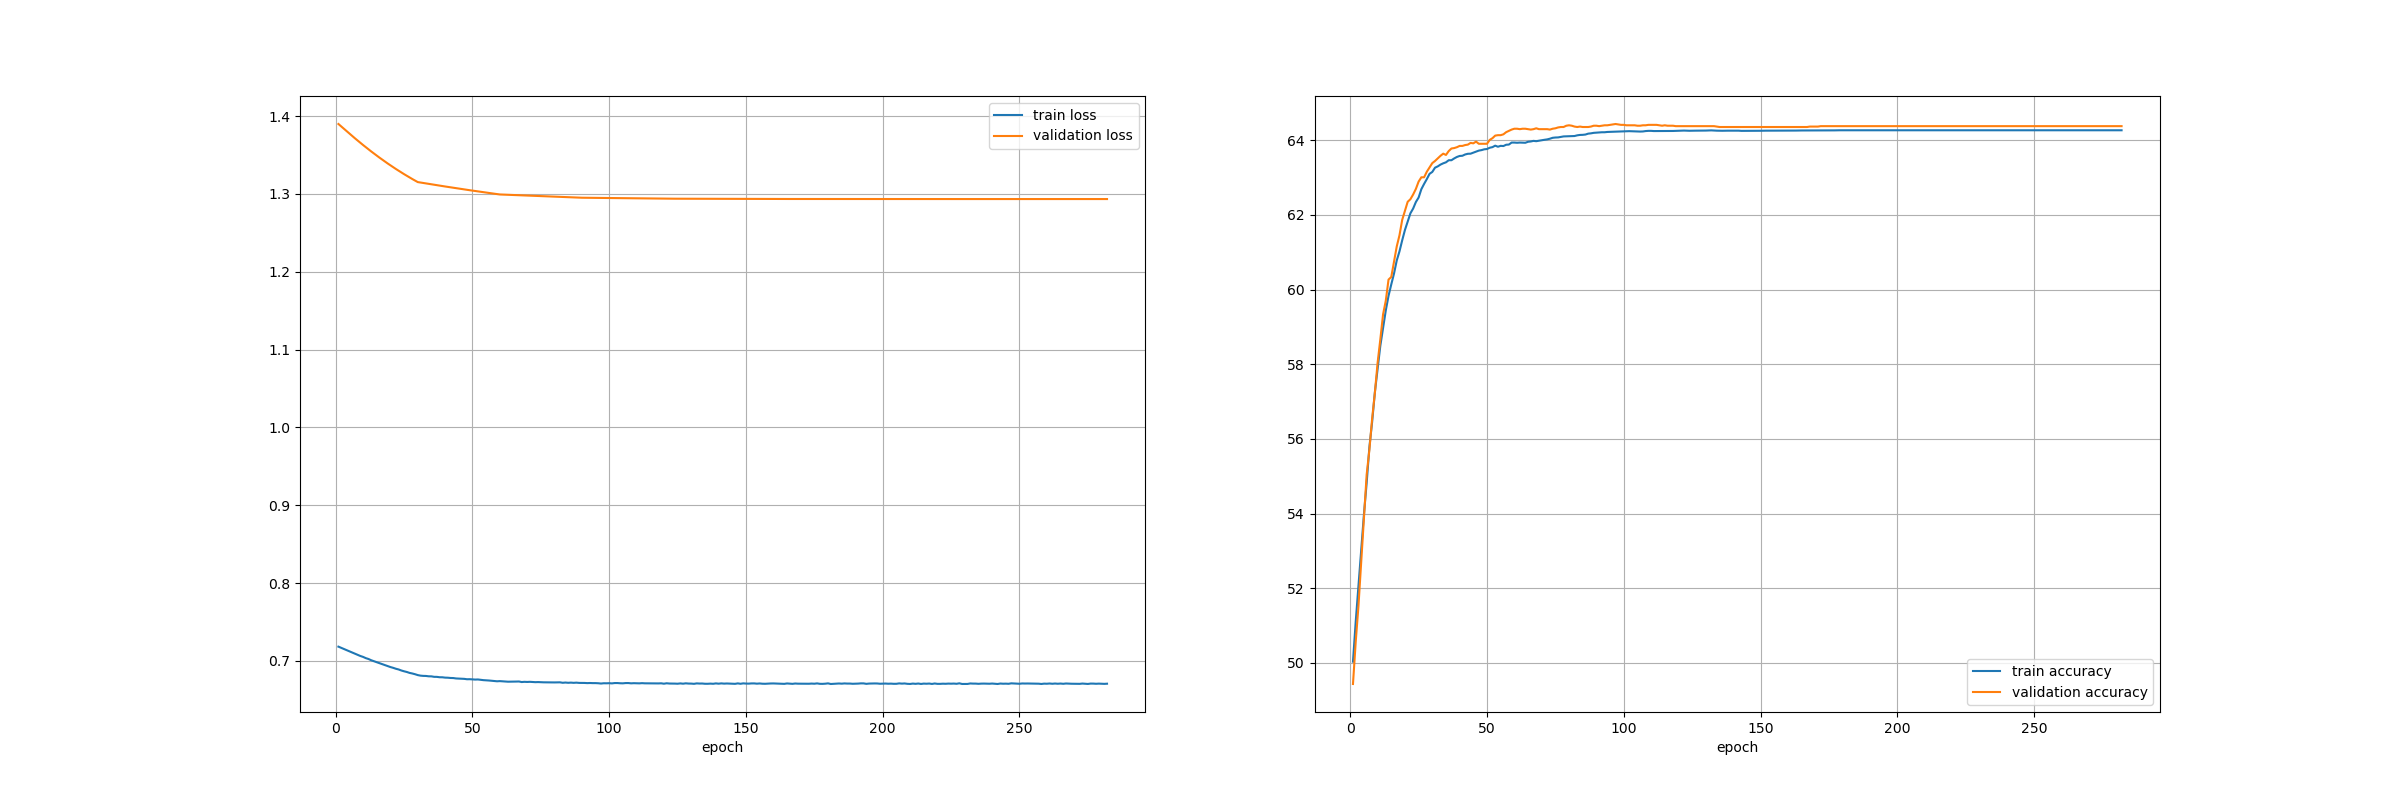 1.4
1.3
1.2
1.1
1.0
0.9
0.8
0.7
0 50 100 150 200 250
epoch
train loss
validation loss
64
62
60
58
56
54
52
50
0 50 100 150 200 250
epoch
train accuracy
validation accuracy